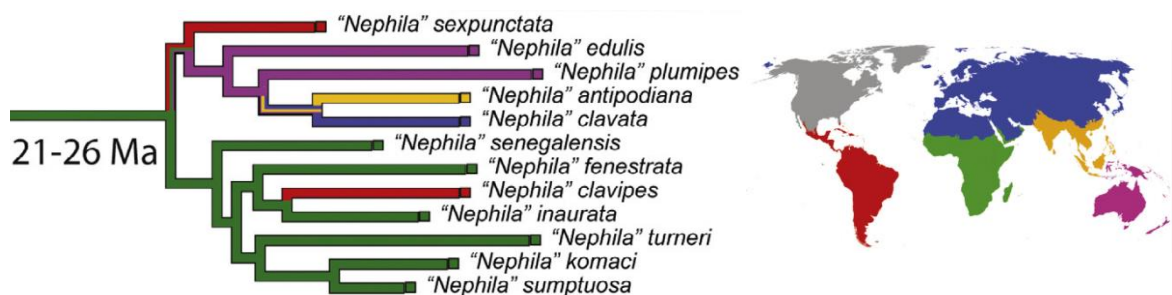 "Nephila" sexpunctata
"Nephila" edulis
"Nephila" plumipes
"Nephila" antipodiana
"Nephila" clavata
21-26 Ma
"Nephila" senegalensis
"Nephila" fenestrata
"Nephila" clavipes
"Nephila" inaurata
"Nephila" turneri
"Nephila" komaci
"Nephila" sumptuosa